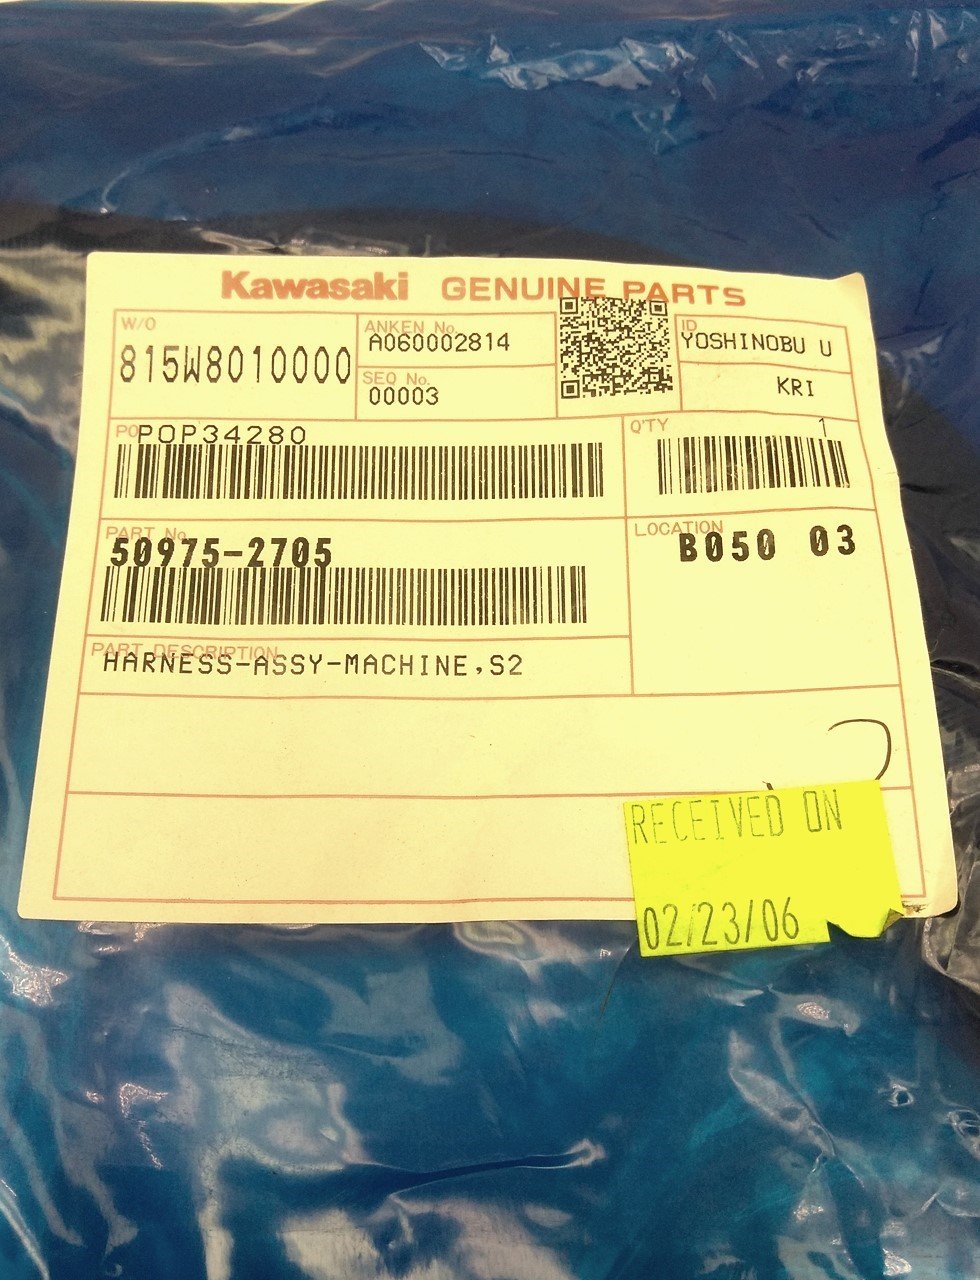 Kawasaki GENUINE PARTS
W/O
815W8010000
ANKEN No.
A060002814
SEQ No.
00003
ID
YOSHINOBU U
KRI
PO
POP34280
Q'TY
1
PART No.
50975-2705
LOCATION
B050 03
PART DESCRIPTION
HARNESS-ASSY-MACHINE,S2
RECEIVED ON
02/23/06